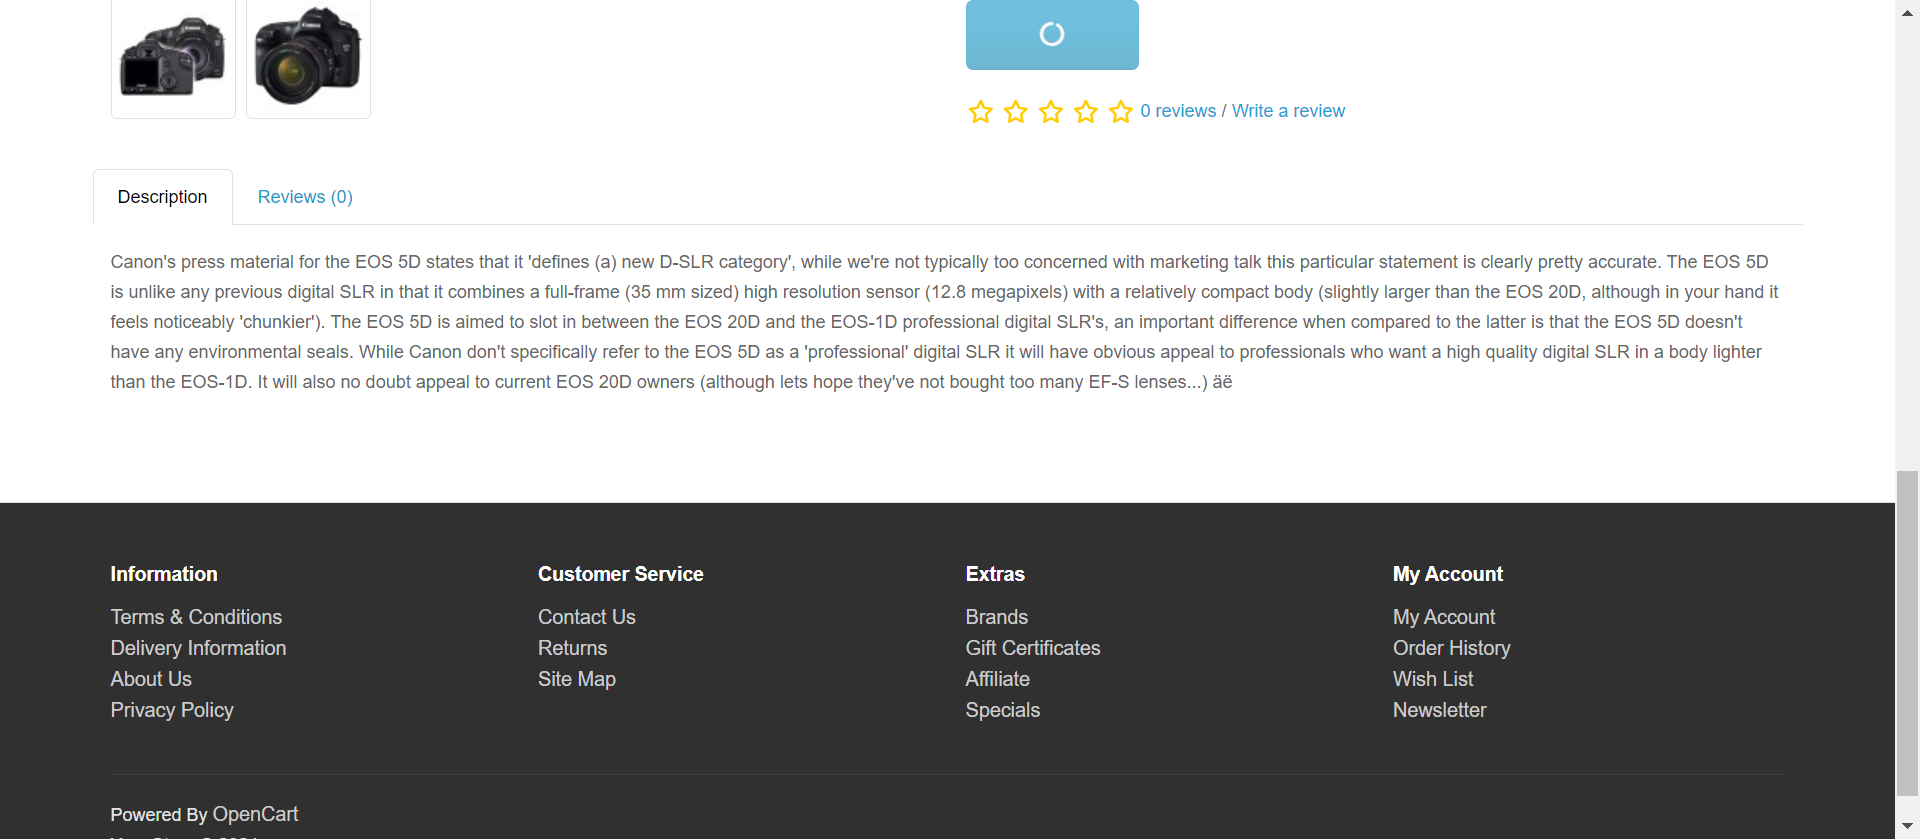 0 reviews / Write a review
Description
Reviews (0)
Canon's press material for the EOS 5D states that it 'defines (a) new D-SLR category', while we're not typically too concerned with marketing talk this particular statement is clearly pretty accurate. The EOS 5D
is unlike any previous digital SLR in that it combines a full-frame (35 mm sized) high resolution sensor (12.8 megapixels) with a relatively compact body (slightly larger than the EOS 20D, although in your hand it
feels noticeably 'chunkier'). The EOS 5D is aimed to slot in between the EOS 20D and the EOS-1D professional digital SLR's, an important difference when compared to the latter is that the EOS 5D doesn't
have any environmental seals. While Canon don't specifically refer to the EOS 5D as a 'professional' digital SLR it will have obvious appeal to professionals who want a high quality digital SLR in a body lighter
than the EOS-1D. It will also no doubt appeal to current EOS 20D owners (although lets hope they've not bought too many EF-S lenses...) äë
Information
Terms & Conditions
Delivery Information
About Us
Privacy Policy
Customer Service
Contact Us
Returns
Site Map
Extras
Brands
Gift Certificates
Affiliate
Specials
My Account
My Account
Order History
Wish List
Newsletter
Powered By OpenCart